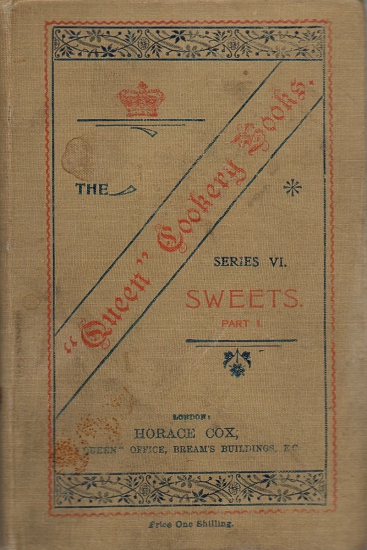 THE
"Queen" Cookery Books.
SERIES VI.
SWEETS.
PART I.
LONDON:
HORACE COX,
"QUEEN" OFFICE, BREAM'S BUILDINGS, E.C.
Price One Shilling.